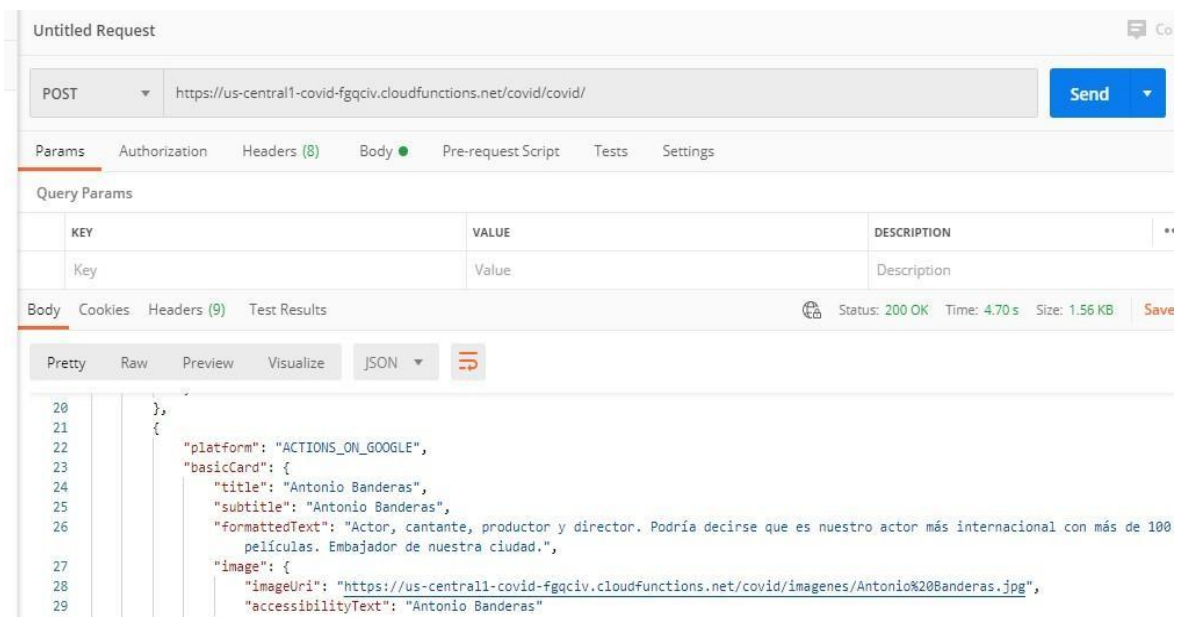 Untitled Request
Co
POST https://us-central1-covid-fgqciv.cloudfunctions.net/covid/covid/ Send
Params Authorization Headers (8) Body Pre-request Script Tests Settings
Query Params
KEY VALUE DESCRIPTION
Key Value Description
Body Cookies Headers (9) Test Results Status: 200 OK Time: 4.70 s Size: 1.56 KB Save
Pretty Raw Preview Visualize JSON
20 },
21 {
22 "platform": "ACTIONS_ON_GOOGLE",
23 "basicCard": {
24 "title": "Antonio Banderas",
25 "subtitle": "Antonio Banderas",
26 "formattedText": "Actor, cantante, productor y director. Podría decirse que es nuestro actor más internacional con más de 100
películas. Embajador de nuestra ciudad.",
27 "image": {
28 "imageUri": "https://us-central1-covid-fgqciv.cloudfunctions.net/covid/imagenes/Antonio%20Banderas.jpg",
29 "accessibilityText": "Antonio Banderas"